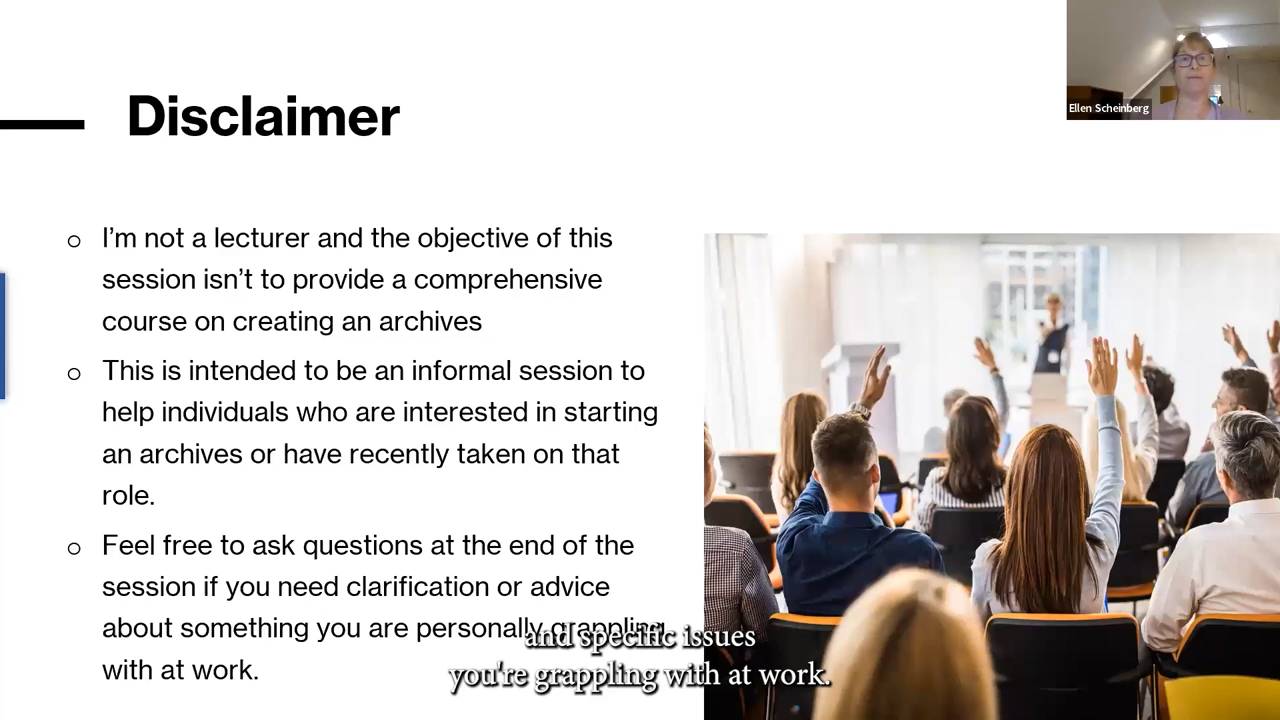 Ellen Scheinberg
Disclaimer
o I’m not a lecturer and the objective of this
session isn’t to provide a comprehensive
course on creating an archives
o This is intended to be an informal session to
help individuals who are interested in starting
an archives or have recently taken on that
role.
o Feel free to ask questions at the end of the
session if you need clarification or advice
about something you are personally grappling
with at work.
and specific issues
you're grappling with at work.